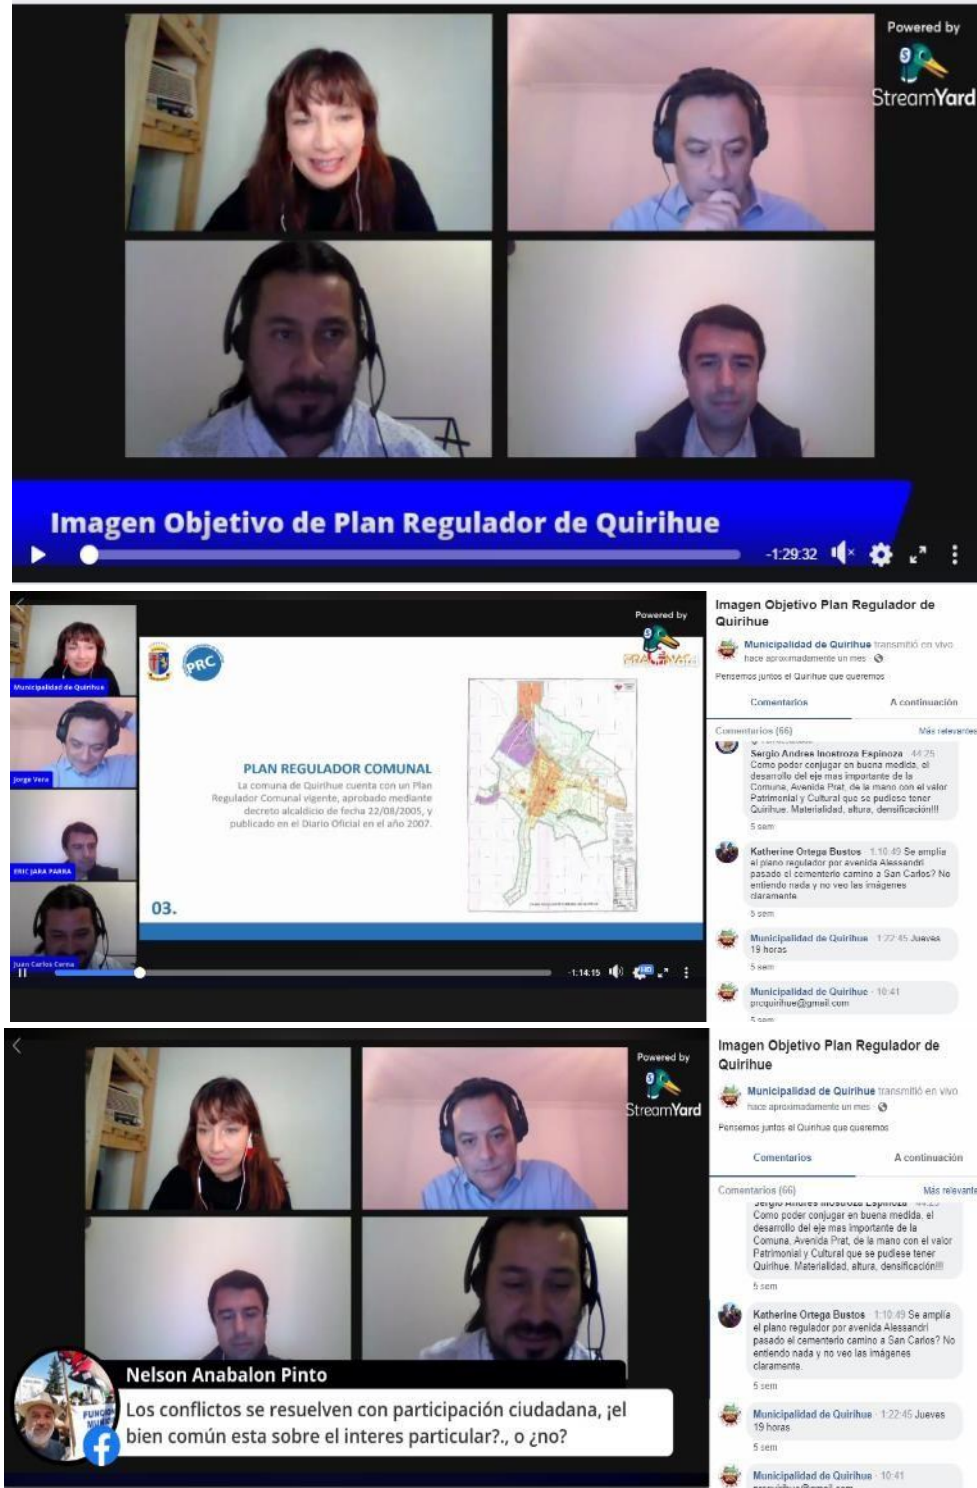 Powered by
StreamYard
Imagen Objetivo de Plan Regulador de Quirihue
-1:29:32
Powered by
Municipalidad de Quirihue
Jorge Vera
ERIC JARA PARRA
Juan Carlos
PRC
PLAN REGULADOR COMUNAL
La comuna de Quirihue cuenta con un Plan
Regulador Comunal vigente, aprobado mediante
decreto alcaldicio de fecha 22/08/2005, y
publicado en el Diario Oficial en el año 2007.
03.
-1:14:15
HD
Imagen Objetivo Plan Regulador de
Quirihue
Municipalidad de Quirihue transmitió en vivo
hace aproximadamente un mes
Pensemos juntos el Quirihue que queremos
Comentarios A continuación
Comentarios (66) Más relevantes
Sergio Andres Inostroza Espinoza · 44:25
Como poder conjugar en buena medida, el
desarrollo del eje mas importante de la
Comuna, Avenida Prat, de la mano con el valor
Patrimonial y Cultural que se pudiese tener
Quirihue. Materialidad, altura, densificación!!!
5 sem
Katherine Ortega Bustos · 1:10:49 Se amplia
el plano regulador por avenida Alessandri
pasado el cementerio camino a San Carlos? No
entiendo nada y no veo las imágenes
claramente.
5 sem
Municipalidad de Quirihue · 1:22:45 Jueves
19 horas
5 sem
Municipalidad de Quirihue · 10:41
prcquirihue@gmail.com
5 sem
Powered by
StreamYard
Nelson Anabalon Pinto
Los conflictos se resuelven con participación ciudadana, ¡el
bien común esta sobre el interes particular?., o ¿no?
Imagen Objetivo Plan Regulador de
Quirihue
Municipalidad de Quirihue transmitió en vivo
hace aproximadamente un mes
Pensemos juntos el Quirihue que queremos
Comentarios A continuación
Comentarios (66) Más relevante
Sergio Andres Inostroza Espinoza · 44:25
Como poder conjugar en buena medida, el
desarrollo del eje mas importante de la
Comuna, Avenida Prat, de la mano con el valor
Patrimonial y Cultural que se pudiese tener
Quirihue. Materialidad, altura, densificación!!!
5 sem
Katherine Ortega Bustos · 1:10:49 Se amplia
el plano regulador por avenida Alessandri
pasado el cementerio camino a San Carlos? No
entiendo nada y no veo las imágenes
claramente.
5 sem
Municipalidad de Quirihue · 1:22:45 Jueves
19 horas
5 sem
Municipalidad de Quirihue · 10:41
prcquirihue@gmail.com